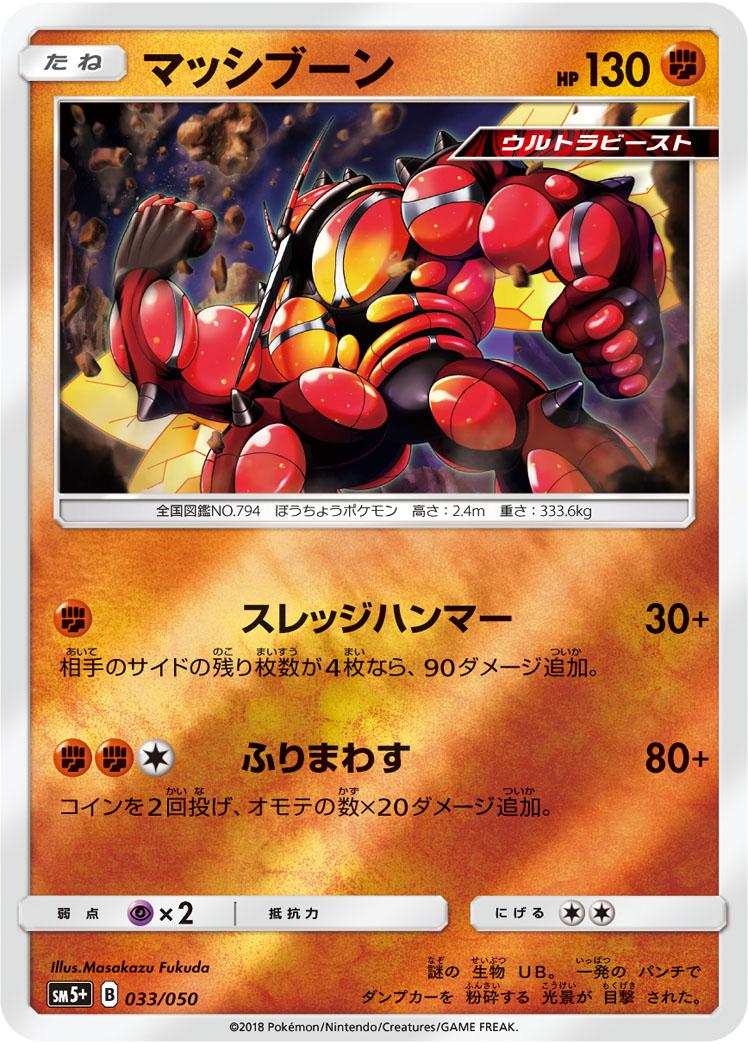 たね マッシブーン HP 130
ウルトラビースト
全国図鑑NO.794 ぼうちょうポケモン 高さ：2.4m 重さ：333.6kg
スレッジハンマー 30+
相手のサイドの残り枚数が4枚なら、90ダメージ追加。
ふりまわす 80+
コインを2回投げ、オモテの数×20ダメージ追加。
弱点 ×2 抵抗力 にげる
Illus.Masakazu Fukuda
謎の 生物 UB。 一発の パンチで
ダンプカーを 粉砕する 光景が 目撃 された。
SM5+ B 033/050
©2018 Pokémon/Nintendo/Creatures/GAME FREAK.